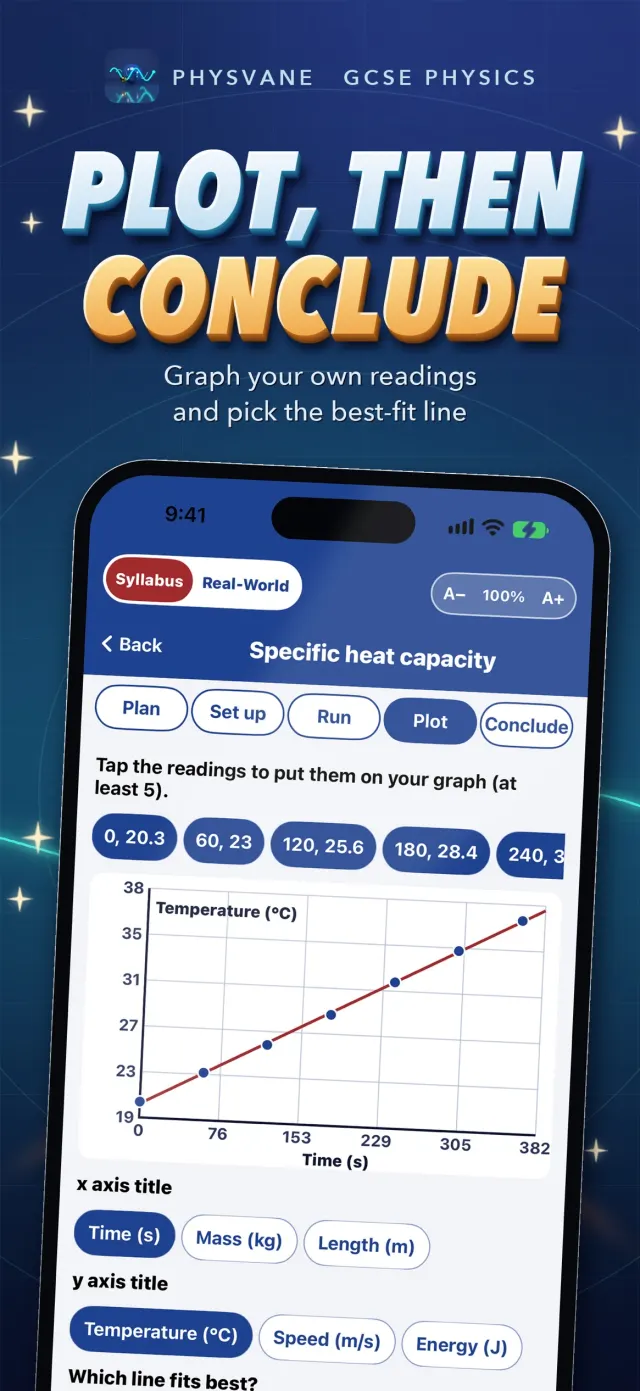 PHYSVANE GCSE PHYSICS
PLOT, THEN
CONCLUDE
Graph your own readings
and pick the best-fit line
9:41
Syllabus Real-World
A− 100% A+
Back
Specific heat capacity
Plan Set up Run Plot Conclude
Tap the readings to put them on your graph (at
least 5).
0, 20.3 60, 23 120, 25.6 180, 28.4 240, 3
38
Temperature (°C)
35
31
27
23
19
0 76 153 229 305 382
Time (s)
x axis title
Time (s) Mass (kg) Length (m)
y axis title
Temperature (°C) Speed (m/s) Energy (J)
Which line fits best?